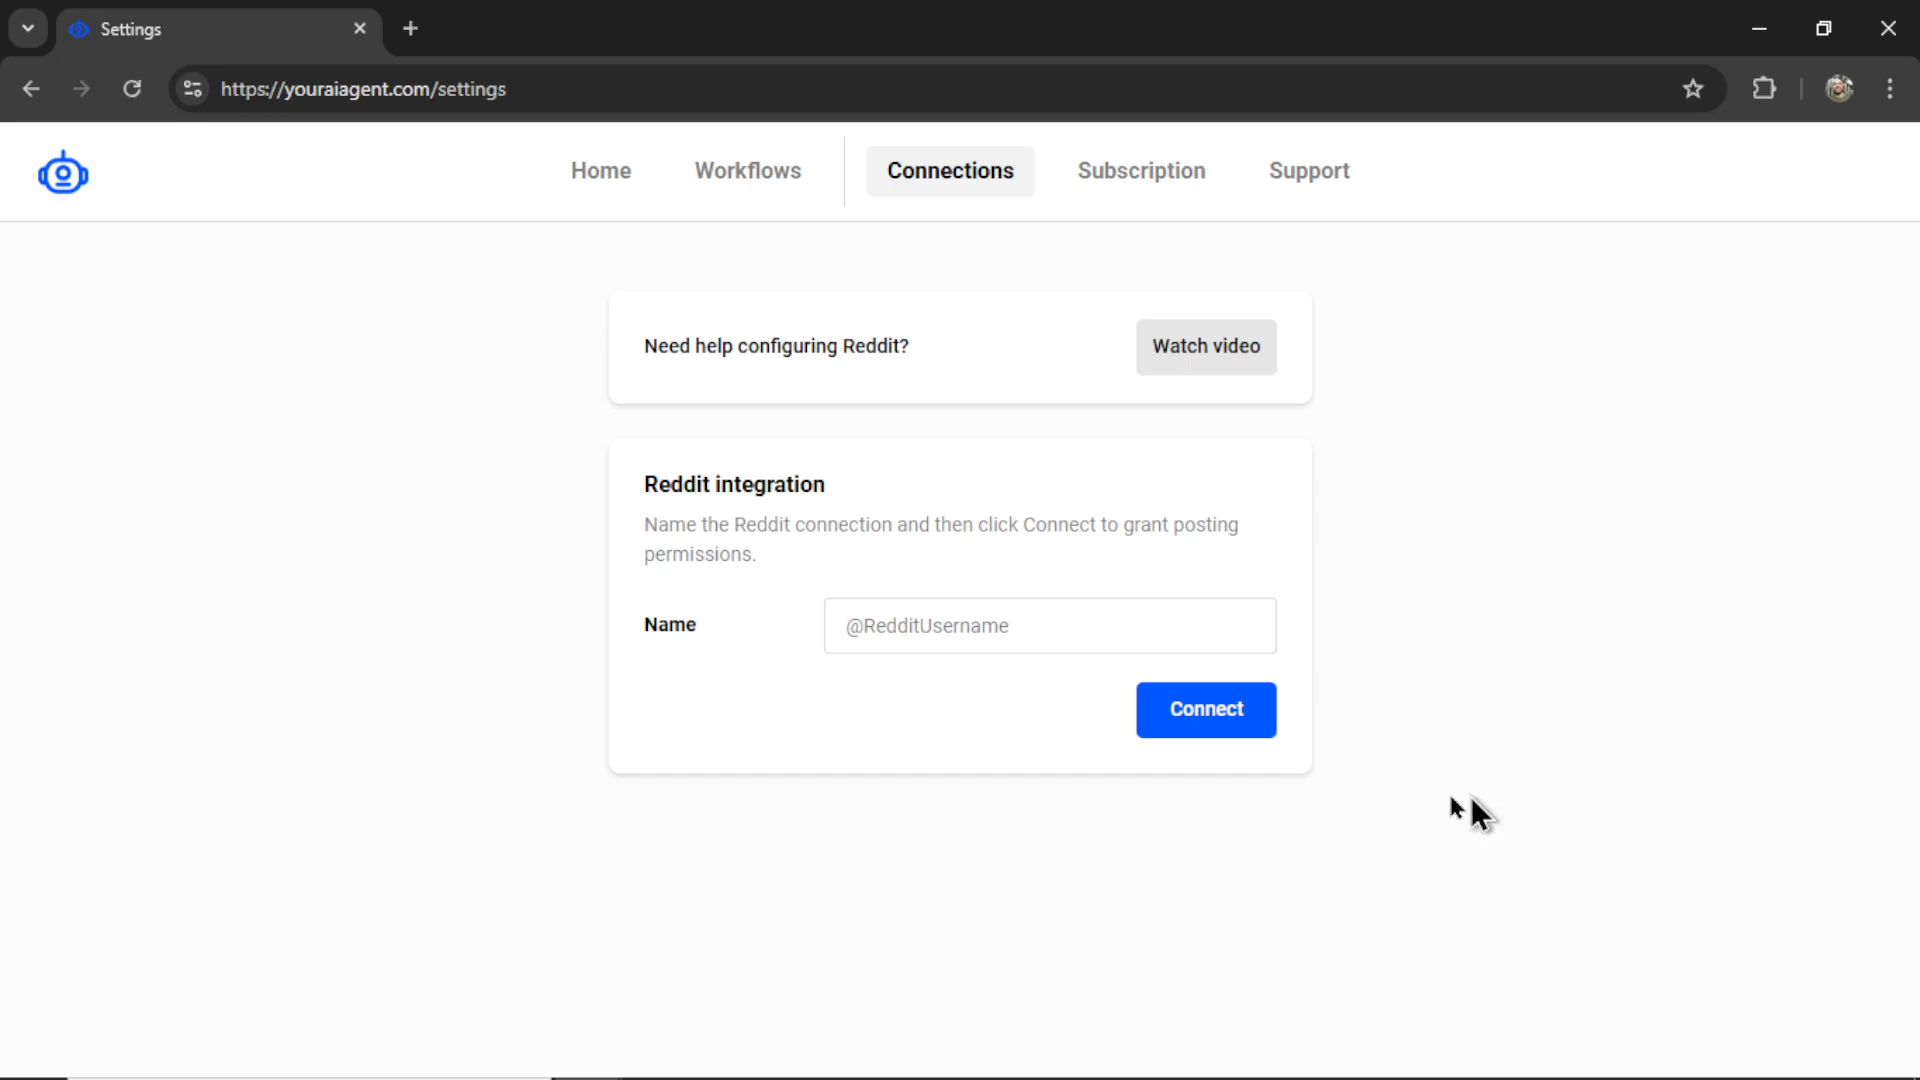 Settings
https://youraiagent.com/settings
Home
Workflows
Connections
Subscription
Support
Need help configuring Reddit?
Watch video
Reddit integration
Name the Reddit connection and then click Connect to grant posting
permissions.
Name
@RedditUsername
Connect